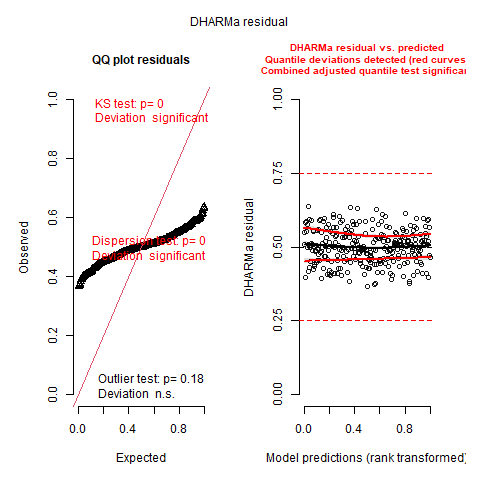 DHARMa residual
QQ plot residuals
KS test: p= 0
Deviation significant
Dispersion test: p= 0
Deviation significant
Outlier test: p= 0.18
Deviation n.s.
Observed
0.0
0.2
0.4
0.6
0.8
1.0
0.0
0.4
0.8
Expected
DHARMa residual vs. predicted
Quantile deviations detected (red curves
Combined adjusted quantile test significan
DHARMa residual
0.00
0.25
0.50
0.75
1.00
0.0
0.4
0.8
Model predictions (rank transformed)